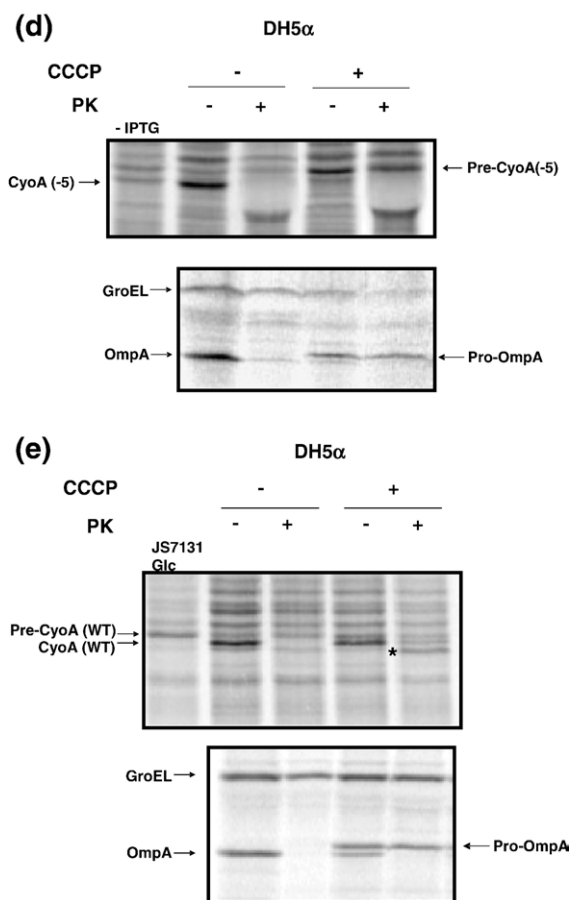 (d)
DH5α
CCCP - +
PK - + - +
- IPTG
CyoA (-5)
Pre-CyoA(-5)
GroEL
OmpA
Pro-OmpA
(e)
DH5α
CCCP - +
PK - + - +
JS7131
Glc
Pre-CyoA (WT)
CyoA (WT)
*
GroEL
OmpA
Pro-OmpA